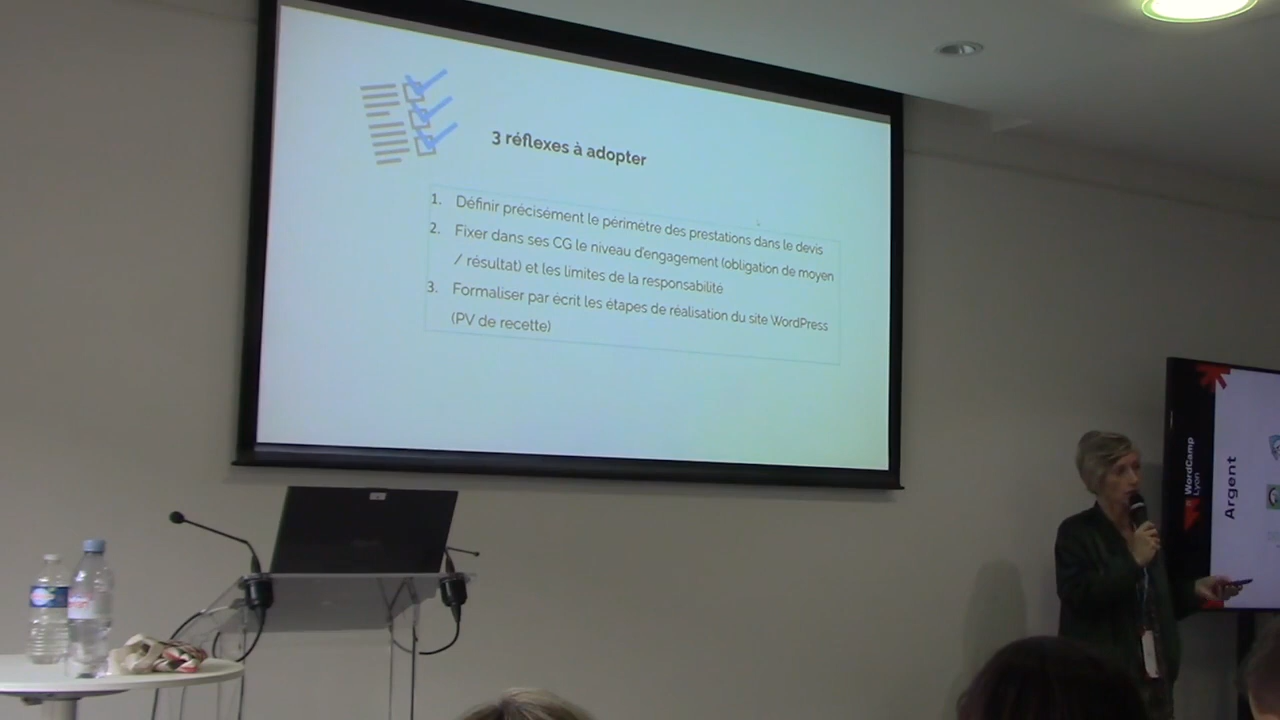 3 réflexes à adopter
1. Définir précisément le périmètre des prestations dans le devis
2. Fixer dans ses CG le niveau d'engagement (obligation de moyen
/ résultat) et les limites de la responsabilité
3. Formaliser par écrit les étapes de réalisation du site WordPress
(PV de recette)
WordCamp
Lyon
Argent